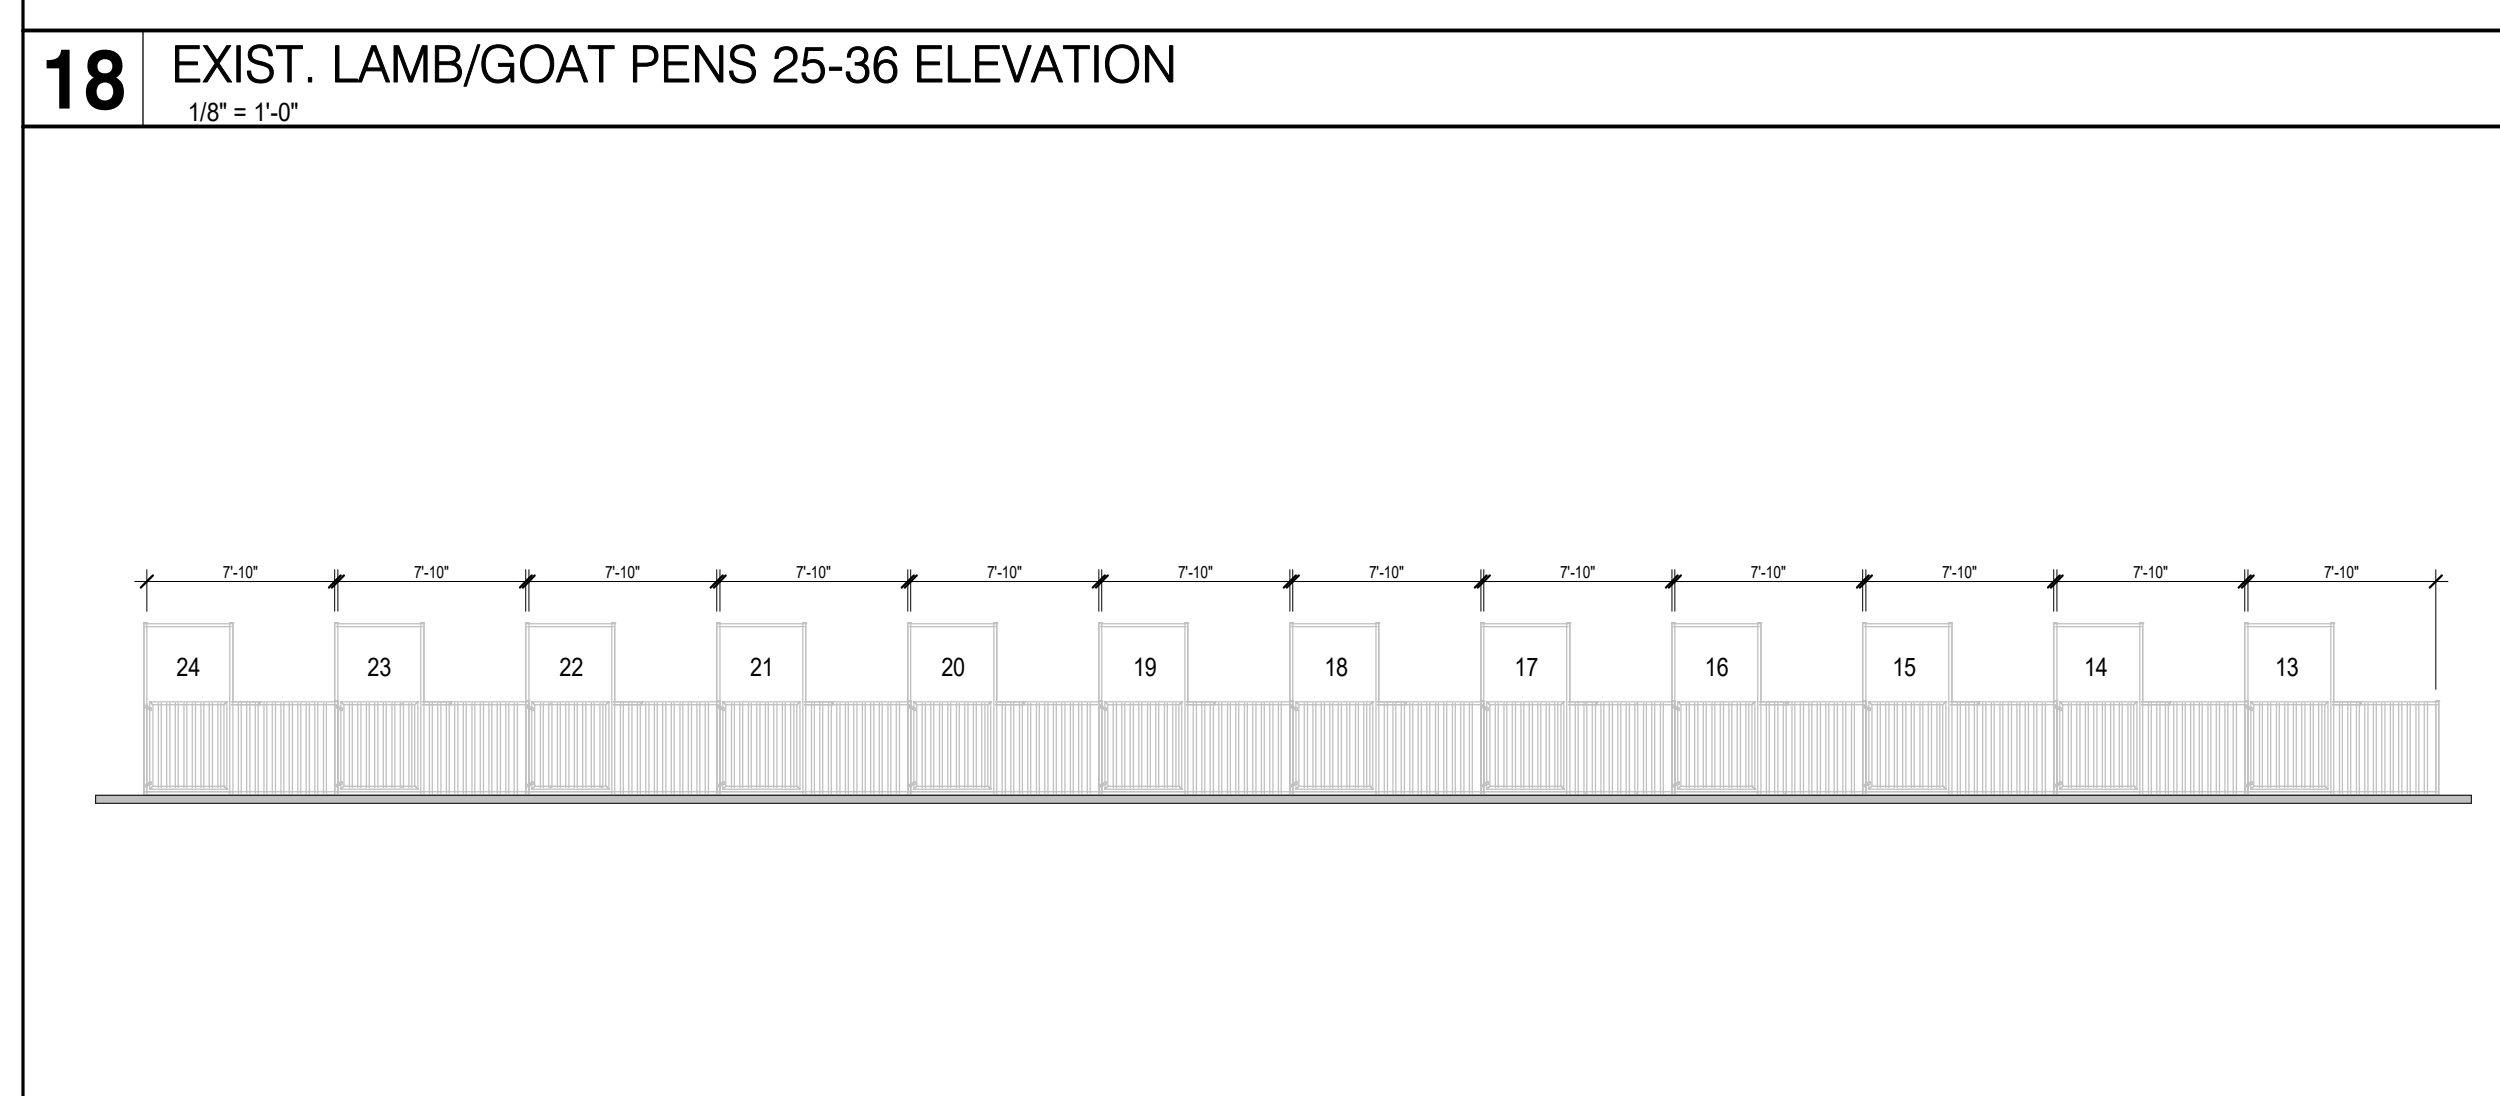 18 EXIST. LAMB/GOAT PENS 25-36 ELEVATION
1/8" = 1'-0"
7'-10" 7'-10" 7'-10" 7'-10" 7'-10" 7'-10" 7'-10" 7'-10" 7'-10" 7'-10" 7'-10" 7'-10"
24 23 22 21 20 19 18 17 16 15 14 13